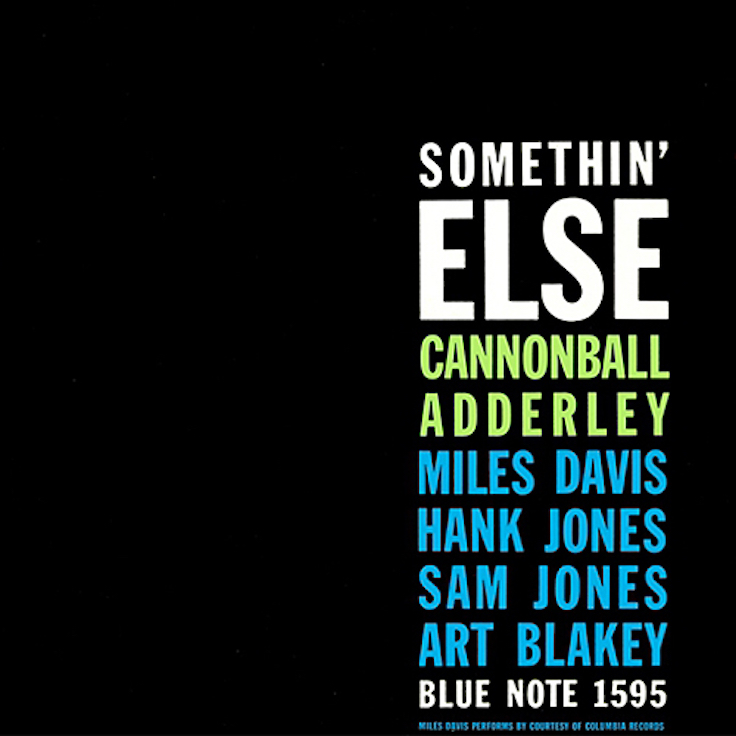 SOMETHIN'
ELSE
CANNONBALL
ADDERLEY
MILES DAVIS
HANK JONES
SAM JONES
ART BLAKEY
BLUE NOTE 1595
MILES DAVIS PERFORMS BY COURTESY OF COLUMBIA RECORDS